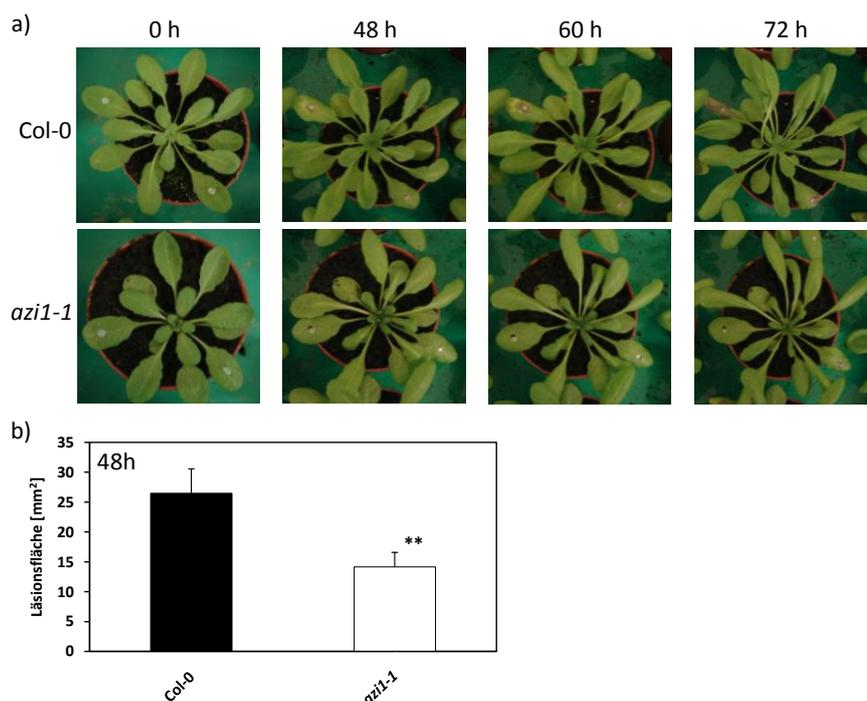 a)
0 h 48 h 60 h 72 h
Col-0
azi1-1
b)
48h
Läsionsfläche [mm²]
35
30
25
20
15
10
5
0
**
Col-0 azi1-1